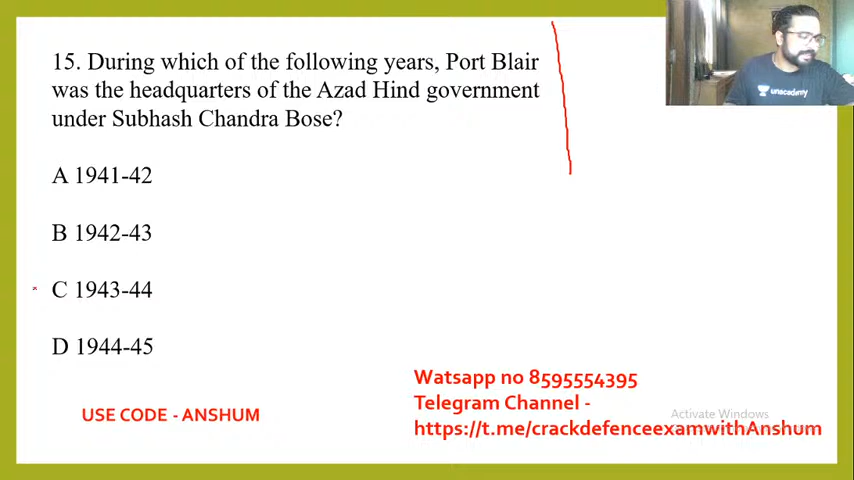 15. During which of the following years, Port Blair
was the headquarters of the Azad Hind government
under Subhash Chandra Bose?
A 1941-42
B 1942-43
C 1943-44
D 1944-45
USE CODE - ANSHUM
Watsapp no 8595554395
Telegram Channel -
https://t.me/crackdefenceexamwithAnshum
Activate Windows
unacademy